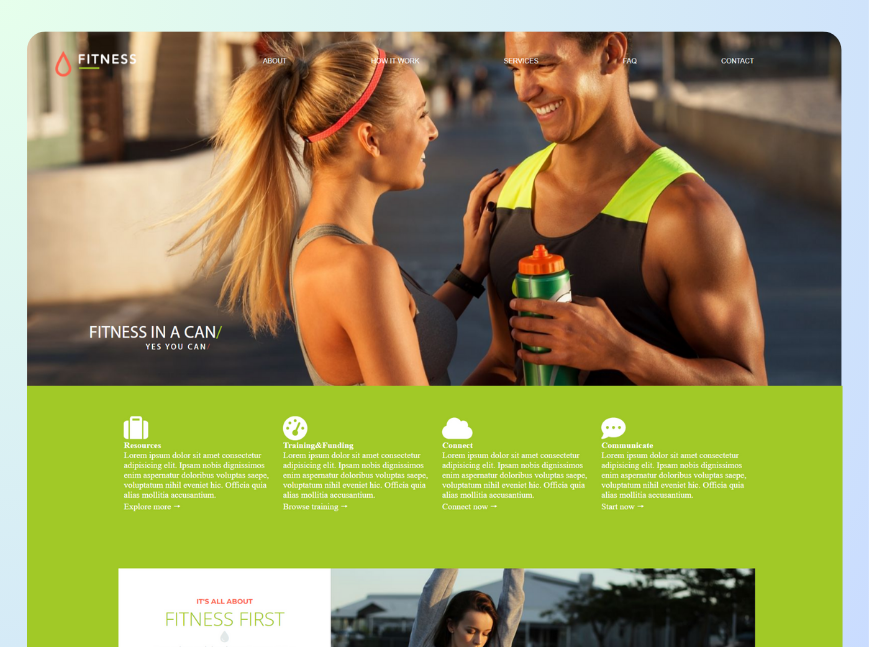 FITNESS
ABOUT
HOW IT WORK
SERVICES
FAQ
CONTACT
FITNESS IN A CAN/
YES YOU CAN/
Resources
Lorem ipsum dolor sit amet consectetur
adipisicing elit. Ipsam nobis dignissimos
enim aspernatur doloribus voluptas saepe,
voluptatum nihil eveniet hic. Officia quia
alias mollitia accusantium.
Explore more →
Training&Funding
Lorem ipsum dolor sit amet consectetur
adipisicing elit. Ipsam nobis dignissimos
enim aspernatur doloribus voluptas saepe,
voluptatum nihil eveniet hic. Officia quia
alias mollitia accusantium.
Browse training →
Connect
Lorem ipsum dolor sit amet consectetur
adipisicing elit. Ipsam nobis dignissimos
enim aspernatur doloribus voluptas saepe,
voluptatum nihil eveniet hic. Officia quia
alias mollitia accusantium.
Connect now →
Communicate
Lorem ipsum dolor sit amet consectetur
adipisicing elit. Ipsam nobis dignissimos
enim aspernatur doloribus voluptas saepe,
voluptatum nihil eveniet hic. Officia quia
alias mollitia accusantium.
Start now →
IT'S ALL ABOUT
FITNESS FIRST